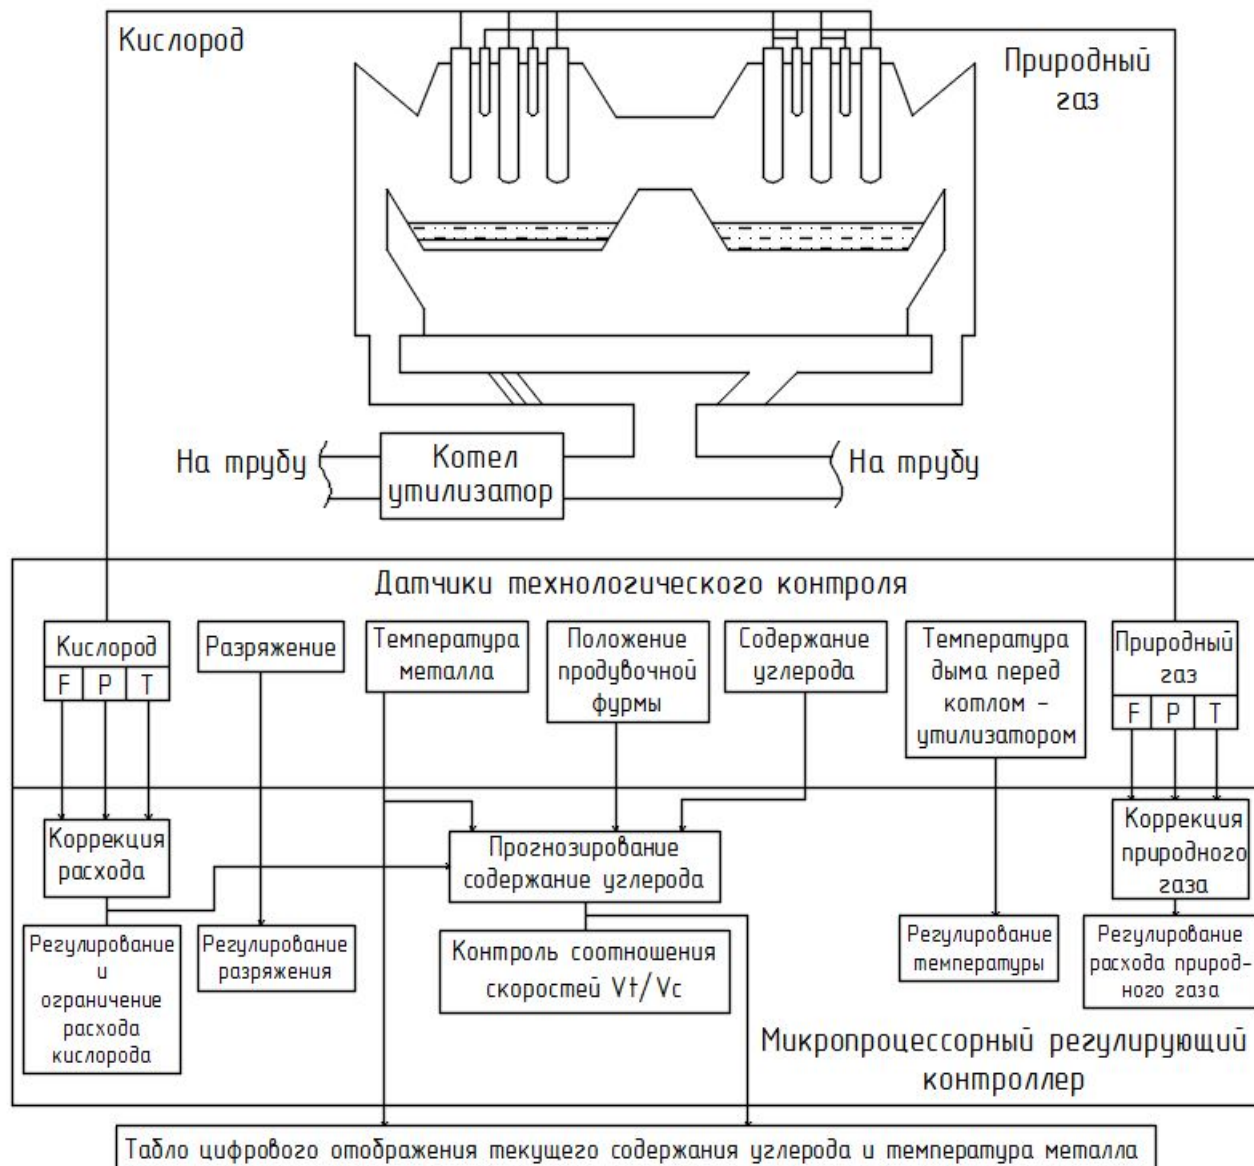 Кислород
Природный
газ
На трубу
Котел
утилизатор
На трубу
Датчики технологического контроля
Кислород
F P T
Разряжение
Температура
металла
Положение
продувочной
фурмы
Содержание
углерода
Температура
дыма перед
котлом -
утилизатором
Природный
газ
F P T
Коррекция
расхода
Прогнозирование
содержание углерода
Коррекция
природного
газа
Регулирование
и
ограничение
расхода
кислорода
Регулирование
разряжения
Контроль соотношения
скоростей Vt/Vc
Регулирование
температуры
Регулирование
расхода природ-
ного газа
Микропроцессорный регулирующий
контроллер
Табло цифрового отображения текущего содержания углерода и температура металла